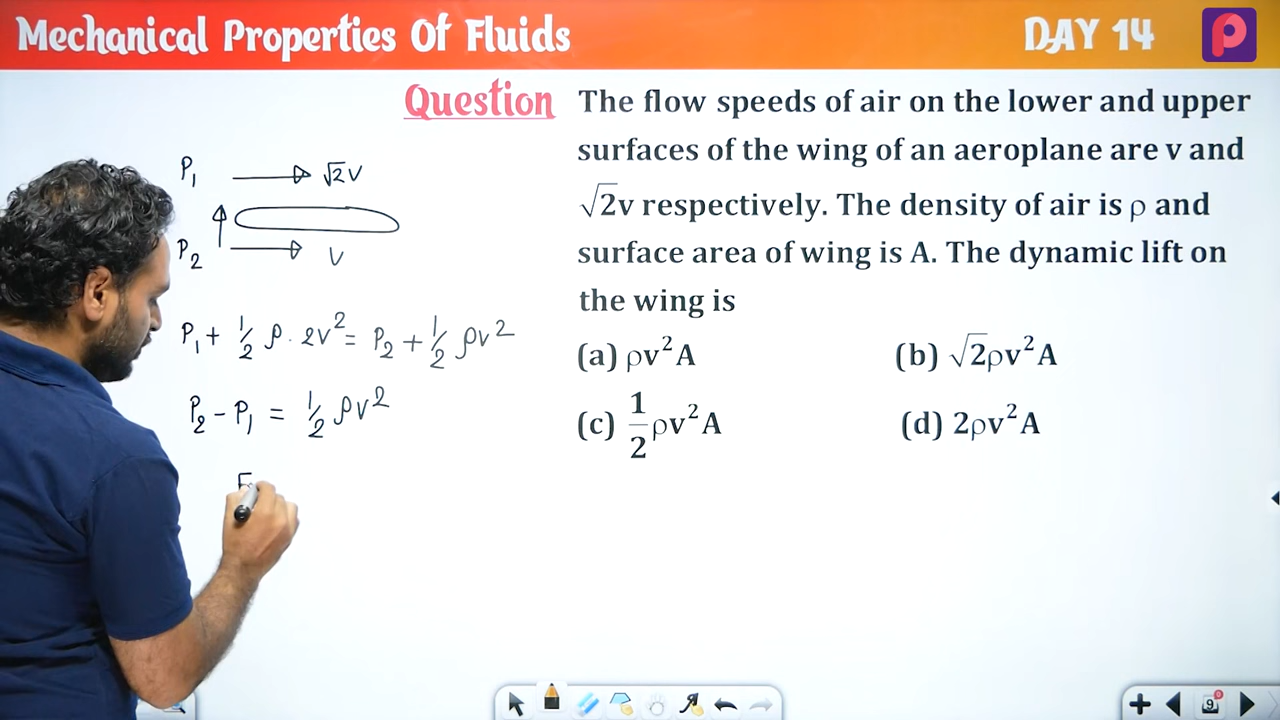 Mechanical Properties Of Fluids
DAY 14
Question
The flow speeds of air on the lower and upper
surfaces of the wing of an aeroplane are v and
√2v respectively. The density of air is ρ and
surface area of wing is A. The dynamic lift on
the wing is
(a) ρv²A
(b) √2ρv²A
(c) 1/2 ρv²A
(d) 2ρv²A
P₁ √2 V
P₂ V
P₁ + 1/2 ρ · 2v² = P₂ + 1/2 ρv²
P₂ - P₁ = 1/2 ρv²
F
9